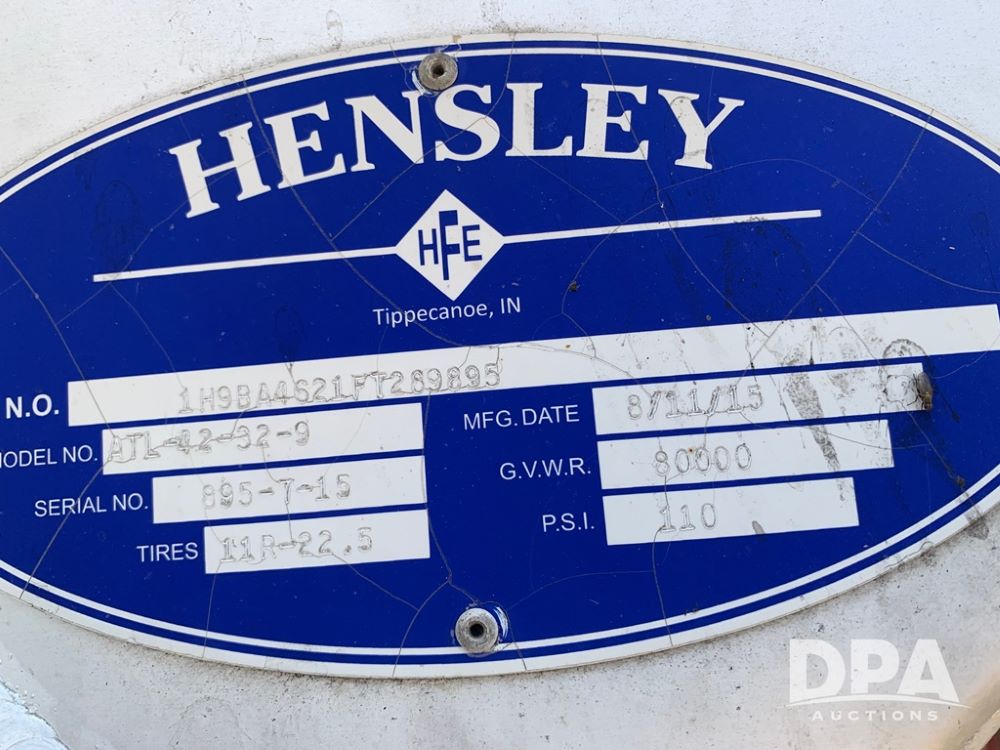 HENSLEY
HFE
Tippecanoe, IN
N.O. 1H9BA4621FT289895
MODEL NO. ATL-42-32-9
MFG. DATE 8/11/15
SERIAL NO. 895-7-15
G.V.W.R. 80000
TIRES 11R-22.5
P.S.I. 110
DPA
AUCTIONS